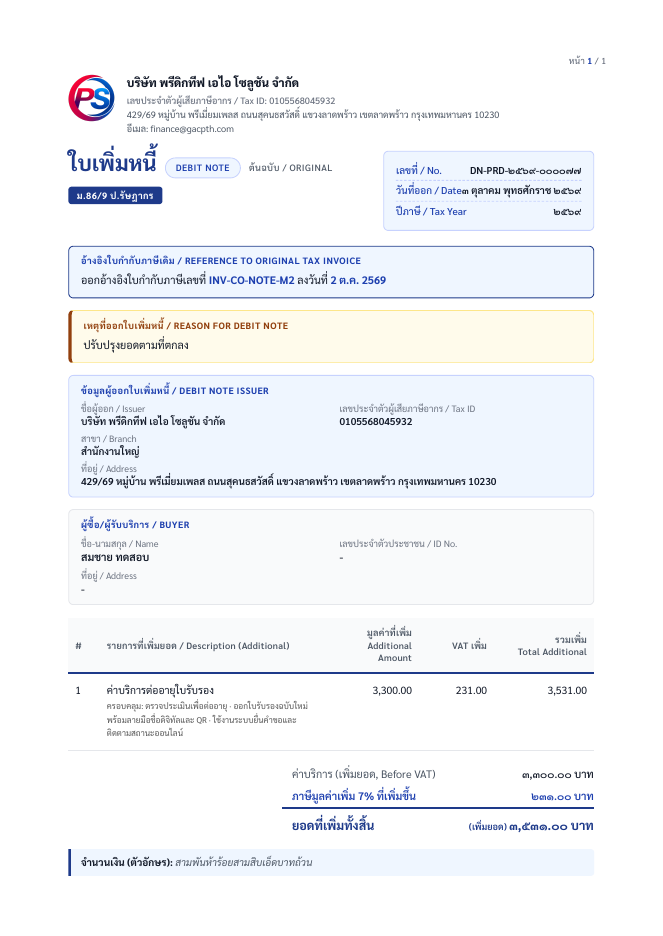 หน้า 1 / 1
PS
บริษัท พรีดิกทีฟ เอไอ โซลูชัน จำกัด
เลขประจำตัวผู้เสียภาษีอากร / Tax ID: 0105568045932
429/69 หมู่บ้าน พรีเมี่ยมเพลส ถนนสุคนธสวัสดิ์ แขวงลาดพร้าว เขตลาดพร้าว กรุงเทพมหานคร 10230
อีเมล: finance@gacpth.com
ใบเพิ่มหนี้ DEBIT NOTE ต้นฉบับ / ORIGINAL
ม.86/9 ป.รัษฎากร
เลขที่ / No. DN-PRD-๒๕๖๙-๐๐๐๐๗๗
วันที่ออก / Date๓ ตุลาคม พุทธศักราช ๒๕๖๙
ปีภาษี / Tax Year ๒๕๖๙
อ้างอิงใบกำกับภาษีเดิม / REFERENCE TO ORIGINAL TAX INVOICE
ออกอ้างอิงใบกำกับภาษีเลขที่ INV-CO-NOTE-M2 ลงวันที่ 2 ต.ค. 2569
เหตุที่ออกใบเพิ่มหนี้ / REASON FOR DEBIT NOTE
ปรับปรุงยอดตามที่ตกลง
ข้อมูลผู้ออกใบเพิ่มหนี้ / DEBIT NOTE ISSUER
ชื่อผู้ออก / Issuer เลขประจำตัวผู้เสียภาษีอากร / Tax ID
บริษัท พรีดิกทีฟ เอไอ โซลูชัน จำกัด 0105568045932
สาขา / Branch
สำนักงานใหญ่
ที่อยู่ / Address
429/69 หมู่บ้าน พรีเมี่ยมเพลส ถนนสุคนธสวัสดิ์ แขวงลาดพร้าว เขตลาดพร้าว กรุงเทพมหานคร 10230
ผู้ซื้อ/ผู้รับบริการ / BUYER
ชื่อ-นามสกุล / Name เลขประจำตัวประชาชน / ID No.
สมชาย ทดสอบ -
ที่อยู่ / Address
-
# รายการที่เพิ่มยอด / Description (Additional) มูลค่าที่เพิ่ม Additional Amount VAT เพิ่ม รวมเพิ่ม Total Additional
1 ค่าบริการต่ออายุใบรับรอง 3,300.00 231.00 3,531.00
ครอบคลุม: ตรวจประเมินเพื่อต่ออายุ · ออกใบรับรองฉบับใหม่
พร้อมลายมือชื่อดิจิทัลและ QR · ใช้งานระบบยื่นคำขอและ
ติดตามสถานะออนไลน์
ค่าบริการ (เพิ่มยอด, Before VAT) ๓,๓๐๐.๐๐ บาท
ภาษีมูลค่าเพิ่ม 7% ที่เพิ่มขึ้น ๒๓๑.๐๐ บาท
ยอดที่เพิ่มทั้งสิ้น (เพิ่มยอด) ๓,๕๓๑.๐๐ บาท
จำนวนเงิน (ตัวอักษร): สามพันห้าร้อยสามสิบเอ็ดบาทถ้วน